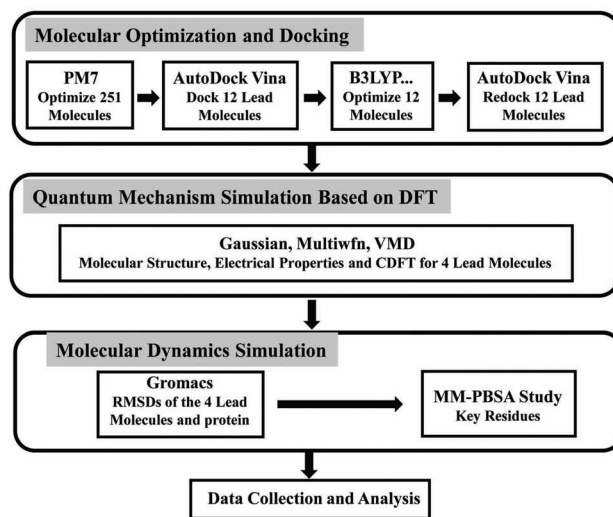 Molecular Optimization and Docking
PM7
Optimize 251
Molecules
AutoDock Vina
Dock 12 Lead
Molecules
B3LYP...
Optimize 12
Molecules
AutoDock Vina
Redock 12 Lead
Molecules
Quantum Mechanism Simulation Based on DFT
Gaussian, Multiwfn, VMD
Molecular Structure, Electrical Properties and CDFT for 4 Lead Molecules
Molecular Dynamics Simulation
Gromacs
RMSDs of the 4 Lead
Molecules and protein
MM-PBSA Study
Key Residues
Data Collection and Analysis